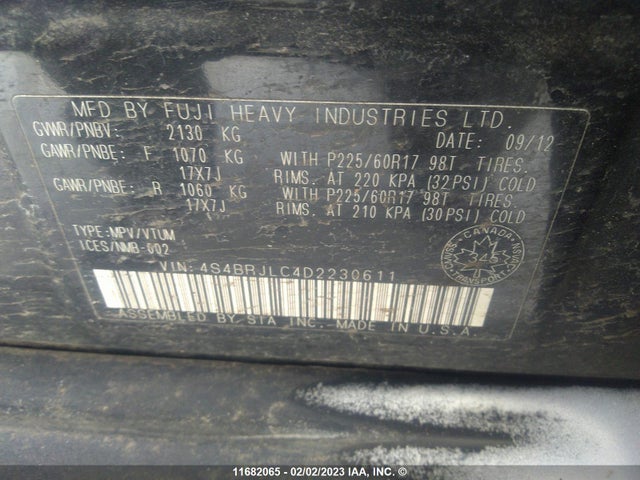 MFD BY FUJI HEAVY INDUSTRIES LTD.
GVWR/PNBV: 2130 KG DATE: 09/12
GAWR/PNBE: F 1070 KG WITH P225/60R17 98T TIRES.
17X7J RIMS. AT 220 KPA (32PSI) COLD
GAWR/PNBE: R 1060 KG WITH P225/60R17 98T TIRES.
17X7J RIMS. AT 210 KPA (30PSI) COLD
TYPE:MPV/VTUM
ICES/NMB-002
CANADA
345
TRANSPORT
VIN: 4S4BRJLC4D2230611
ASSEMBLED BY SIA INC. MADE IN U.S.A.
11682065 - 02/02/2023 IAA, Inc.